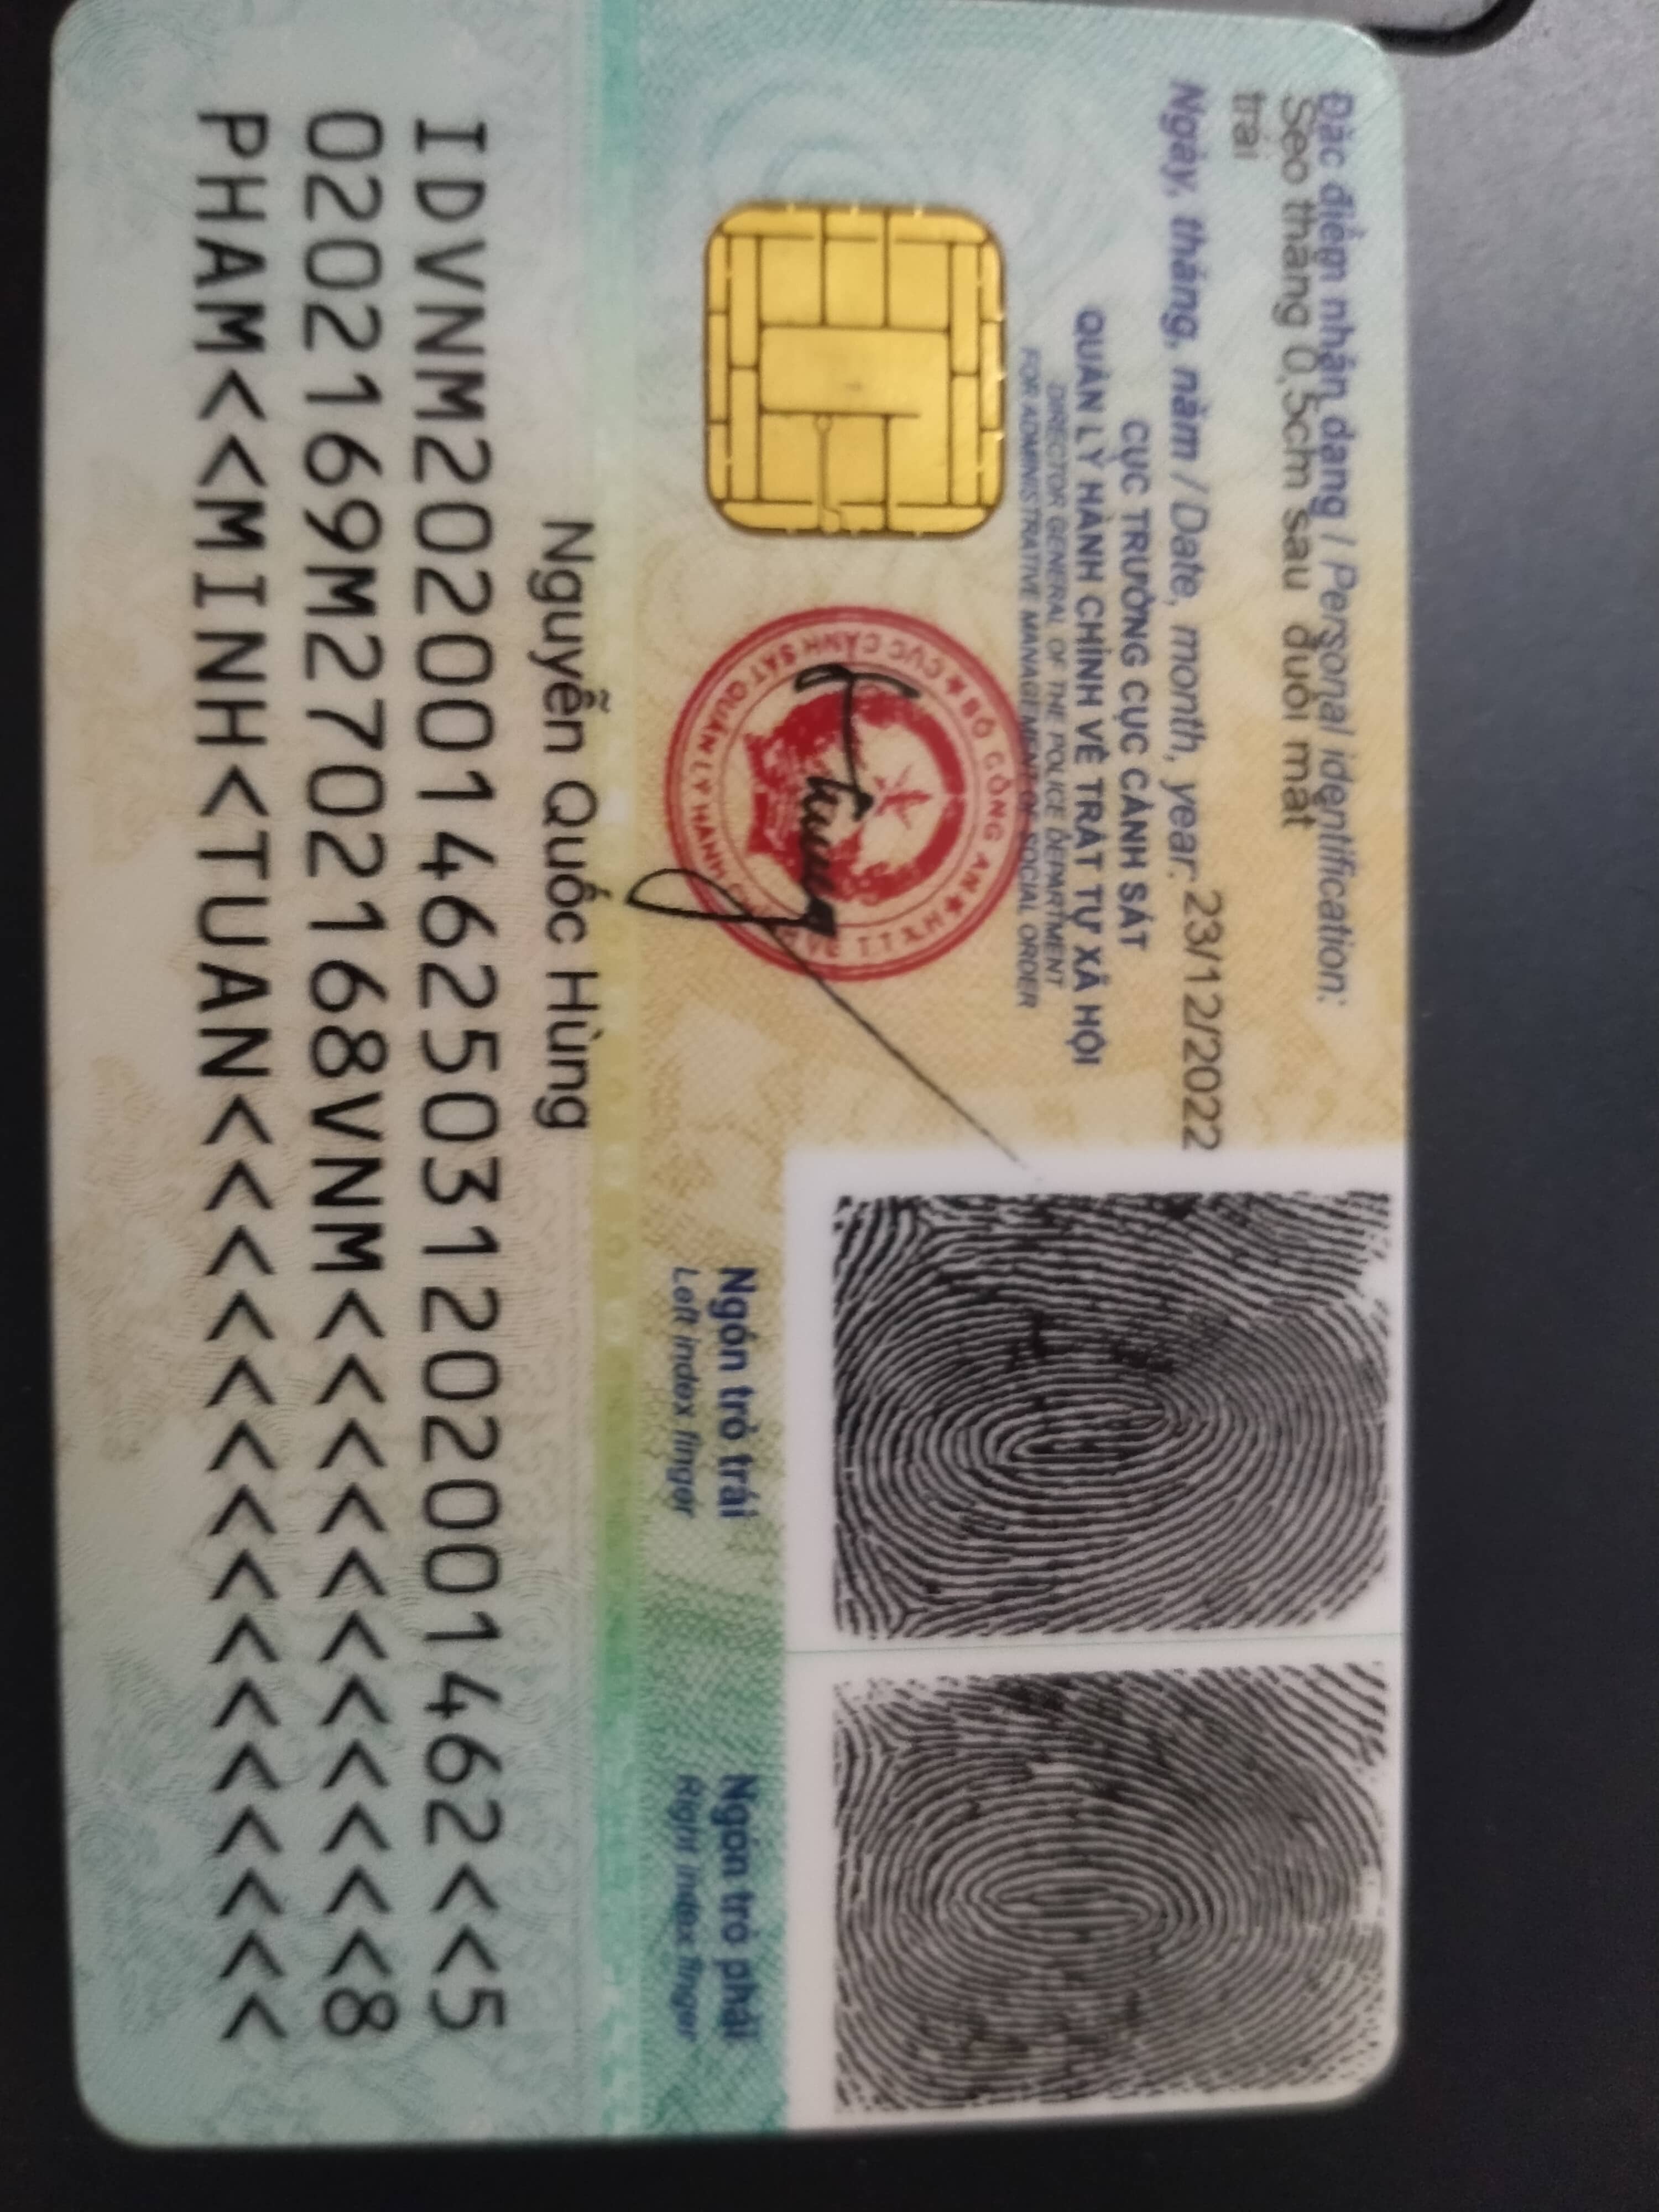 Đặc điểm nhận dạng / Personal identification:
Sẹo thẳng 0,5cm sau đuôi mắt
trái
Ngày, tháng, năm / Date, month, year: 23/12/2022
CỤC TRƯỞNG CỤC CẢNH SÁT
QUẢN LÝ HÀNH CHÍNH VỀ TRẬT TỰ XÃ HỘI
DIRECTOR GENERAL OF THE POLICE DEPARTMENT
FOR ADMINISTRATIVE MANAGEMENT OF SOCIAL ORDER
BỘ CÔNG AN
CỤC CẢNH SÁT QUẢN LÝ HÀNH CHÍNH VỀ TTXH
Nguyễn Quốc Hùng
Ngón trỏ trái
Left index finger
Ngón trỏ phải
Right index finger
IDVNM2020014625031202001462<<5
0202169M2702168VNM<<<<<<<<<<<8
PHAM<<MINH<TUAN<<<<<<<<<<<<<<<